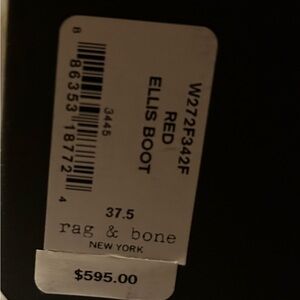 W272F342F
RED
ELLIS BOOT
3445
8 86353 18772 4
37.5
rag & bone
NEW YORK
$595.00